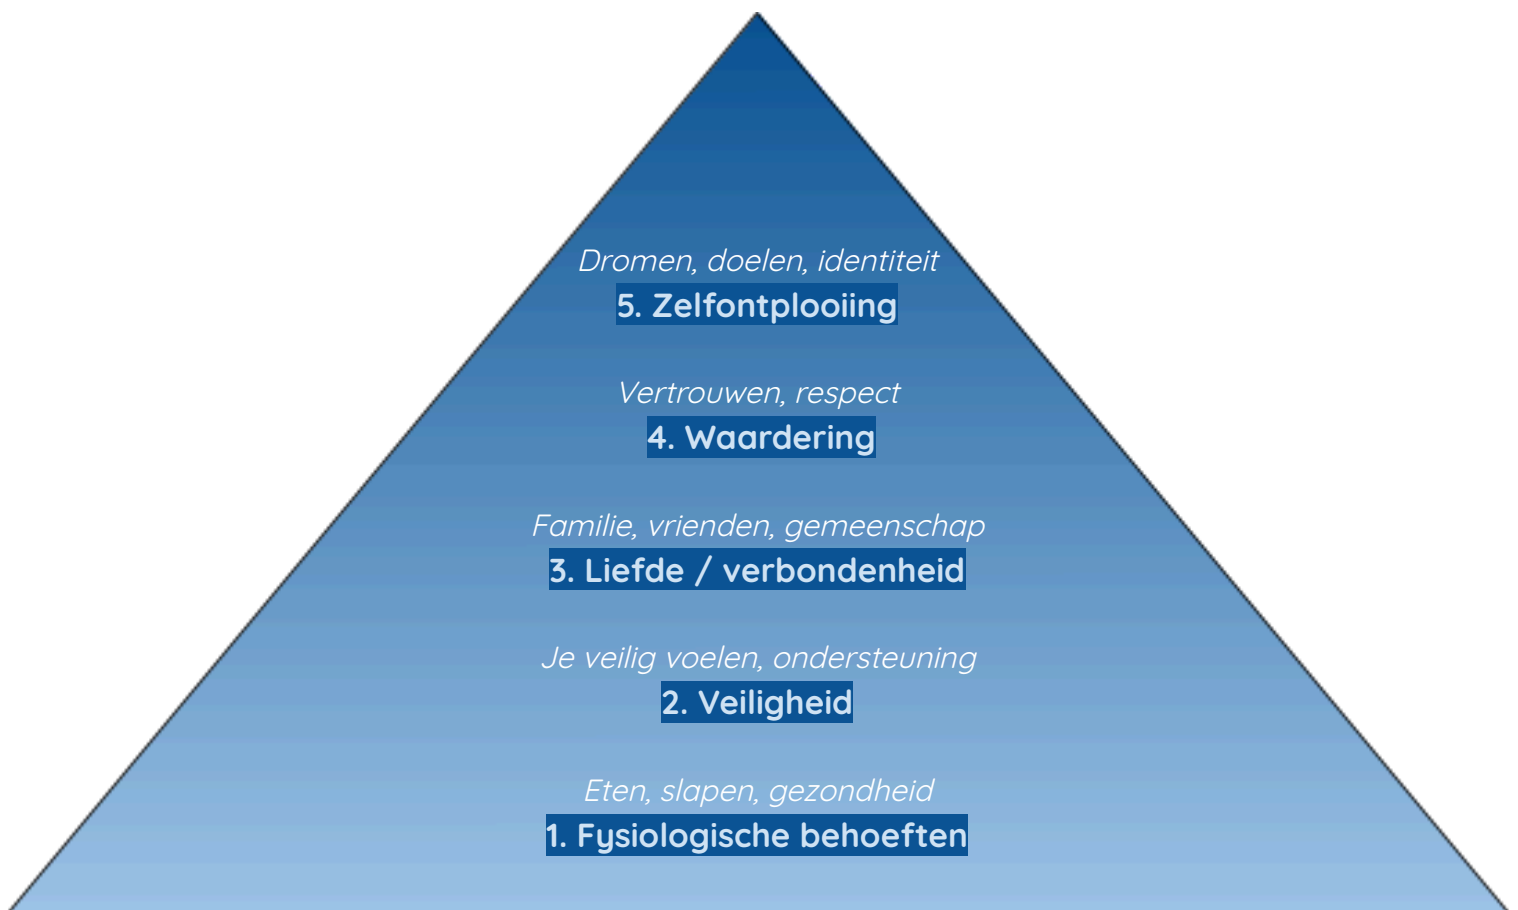 Dromen, doelen, identiteit
5. Zelfontplooiing
Vertrouwen, respect
4. Waardering
Familie, vrienden, gemeenschap
3. Liefde / verbondenheid
Je veilig voelen, ondersteuning
2. Veiligheid
Eten, slapen, gezondheid
1. Fysiologische behoeften